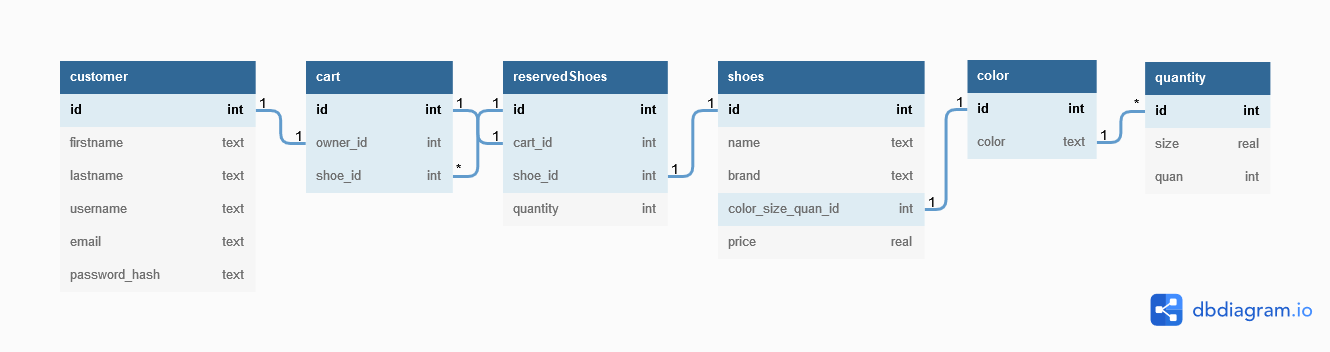 customer
id int
firstname text
lastname text
username text
email text
password_hash text
1
1
cart
id int
owner_id int
shoe_id int
1
*
1
1
reservedShoes
id int
cart_id int
shoe_id int
quantity int
1
1
shoes
id int
name text
brand text
color_size_quan_id int
price real
1
1
color
id int
color text
1
*
quantity
id int
size real
quan int
dbdiagram.io